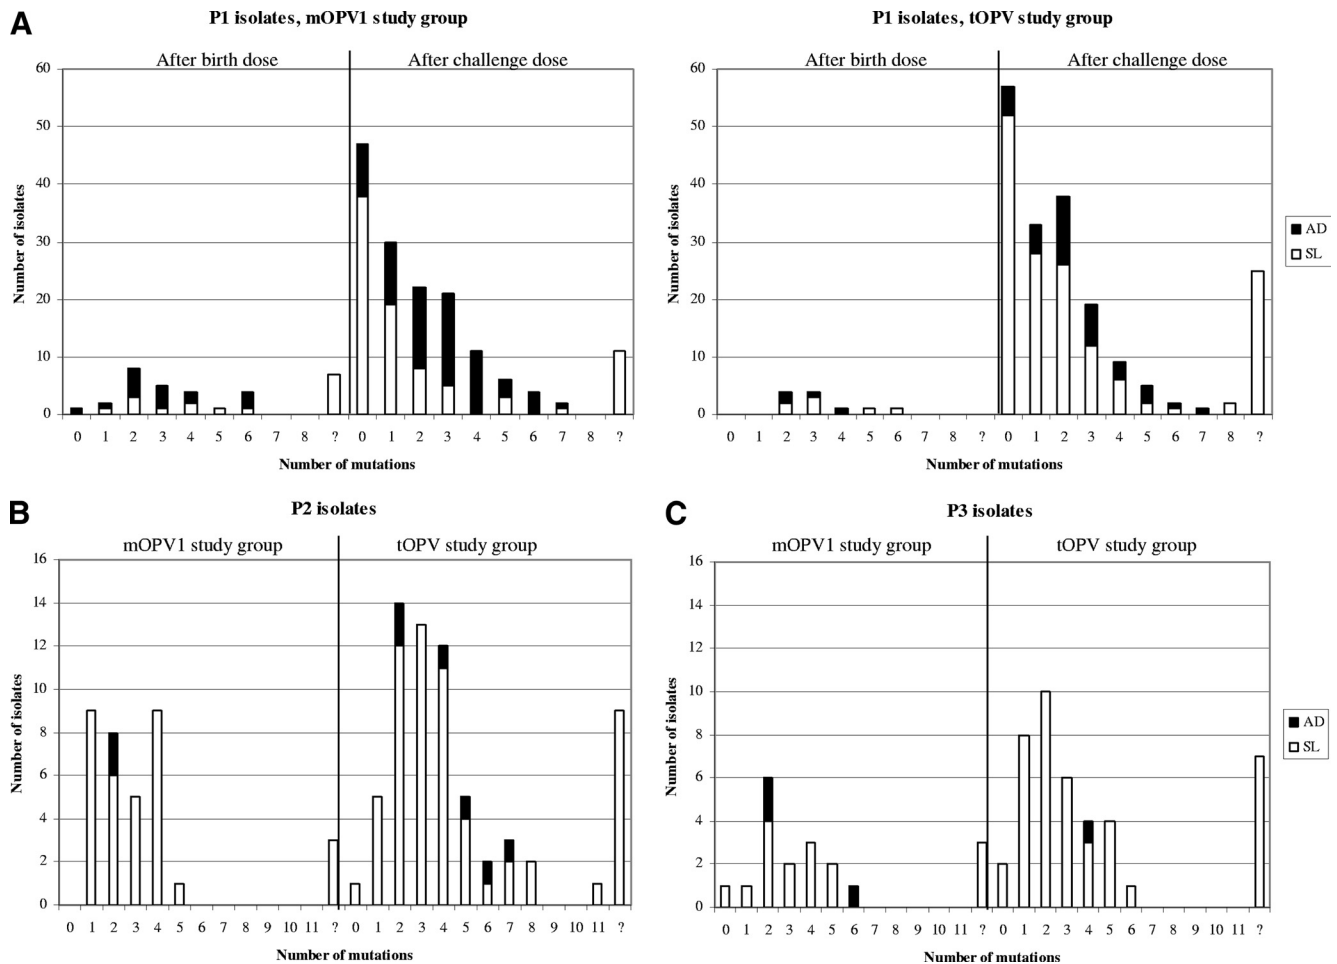 A
P1 isolates, mOPV1 study group
After birth dose
After challenge dose
60
50
40
30
20
10
0
Number of isolates
0 1 2 3 4 5 6 7 8 ? 0 1 2 3 4 5 6 7 8 ?
Number of mutations
P1 isolates, tOPV study group
After birth dose
After challenge dose
60
50
40
30
20
10
0
Number of isolates
0 1 2 3 4 5 6 7 8 ? 0 1 2 3 4 5 6 7 8 ?
Number of mutations
AD
SL
B
P2 isolates
mOPV1 study group
tOPV study group
16
14
12
10
8
6
4
2
0
Number of isolates
0 1 2 3 4 5 6 7 8 9 10 11 ? 0 1 2 3 4 5 6 7 8 9 10 11 ?
Number of mutations
C
P3 isolates
mOPV1 study group
tOPV study group
16
14
12
10
8
6
4
2
0
Number of isolates
0 1 2 3 4 5 6 7 8 9 10 11 ? 0 1 2 3 4 5 6 7 8 9 10 11 ?
Number of mutations
AD
SL